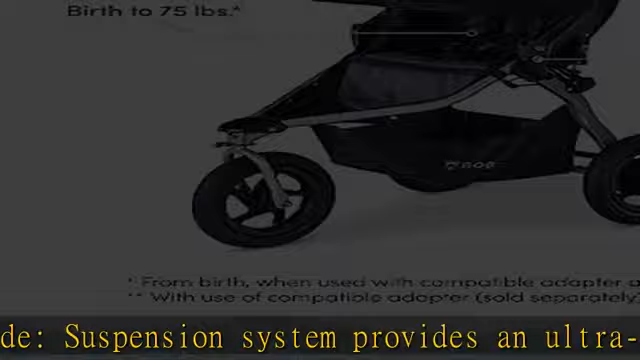 Birth to 75 lbs.*
BOB
* From birth, when used with compatible adapter a
** With use of compatible adapter (sold separately
de: Suspension system provides an ultra-